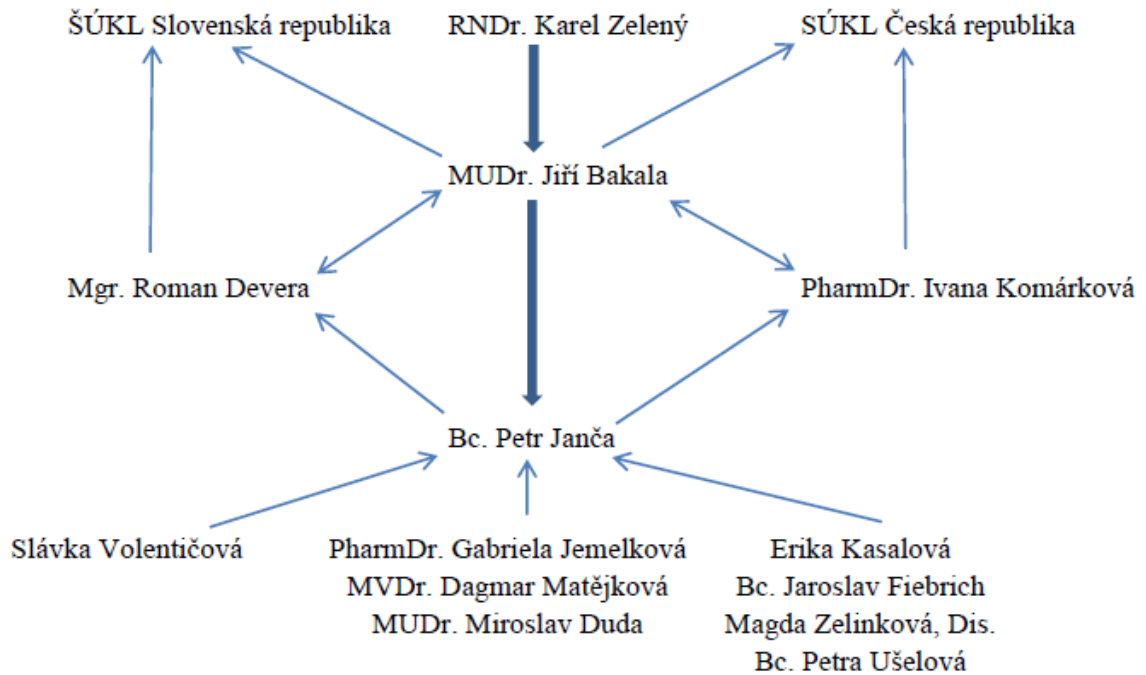 ŠÚKL Slovenská republika
RNDr. Karel Zelený
SÚKL Česká republika
MUDr. Jiří Bakala
Mgr. Roman Devera
PharmDr. Ivana Komárková
Bc. Petr Janča
Slávka Volentičová
PharmDr. Gabriela Jemelková
MVDr. Dagmar Matějková
MUDr. Miroslav Duda
Erika Kasalová
Bc. Jaroslav Fiebrich
Magda Zelinková, Dis.
Bc. Petra Ušelová